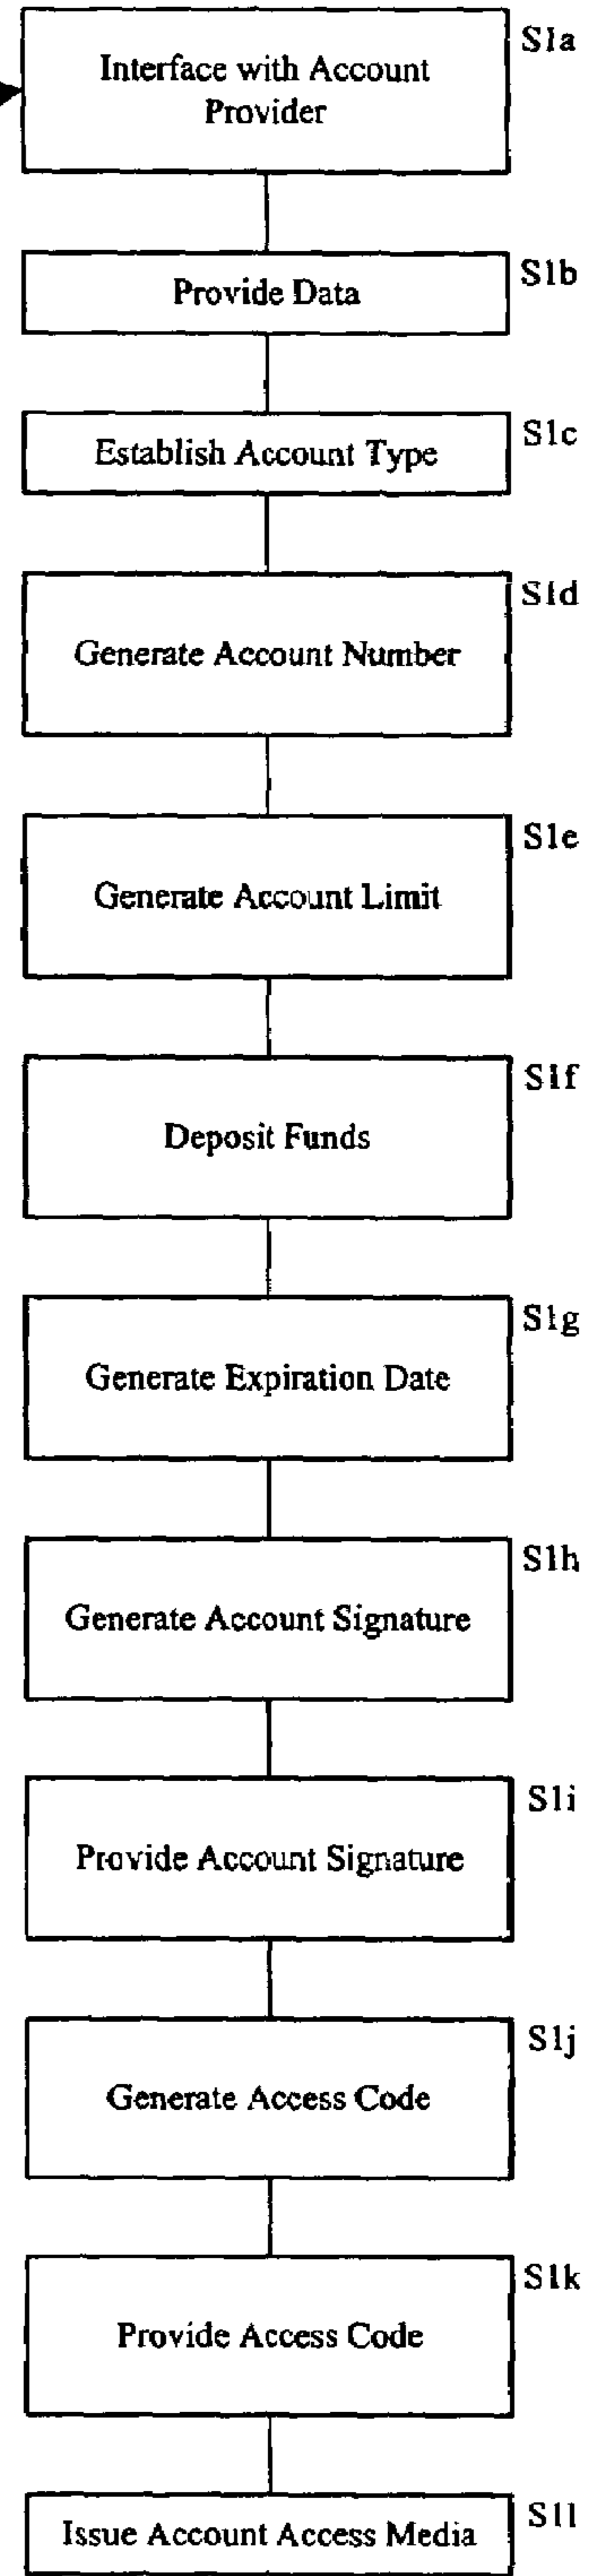 S1a
Interface with Account
Provider
S1b
Provide Data
S1c
Establish Account Type
S1d
Generate Account Number
S1e
Generate Account Limit
S1f
Deposit Funds
S1g
Generate Expiration Date
S1h
Generate Account Signature
S1i
Provide Account Signature
S1j
Generate Access Code
S1k
Provide Access Code
S1l
Issue Account Access Media